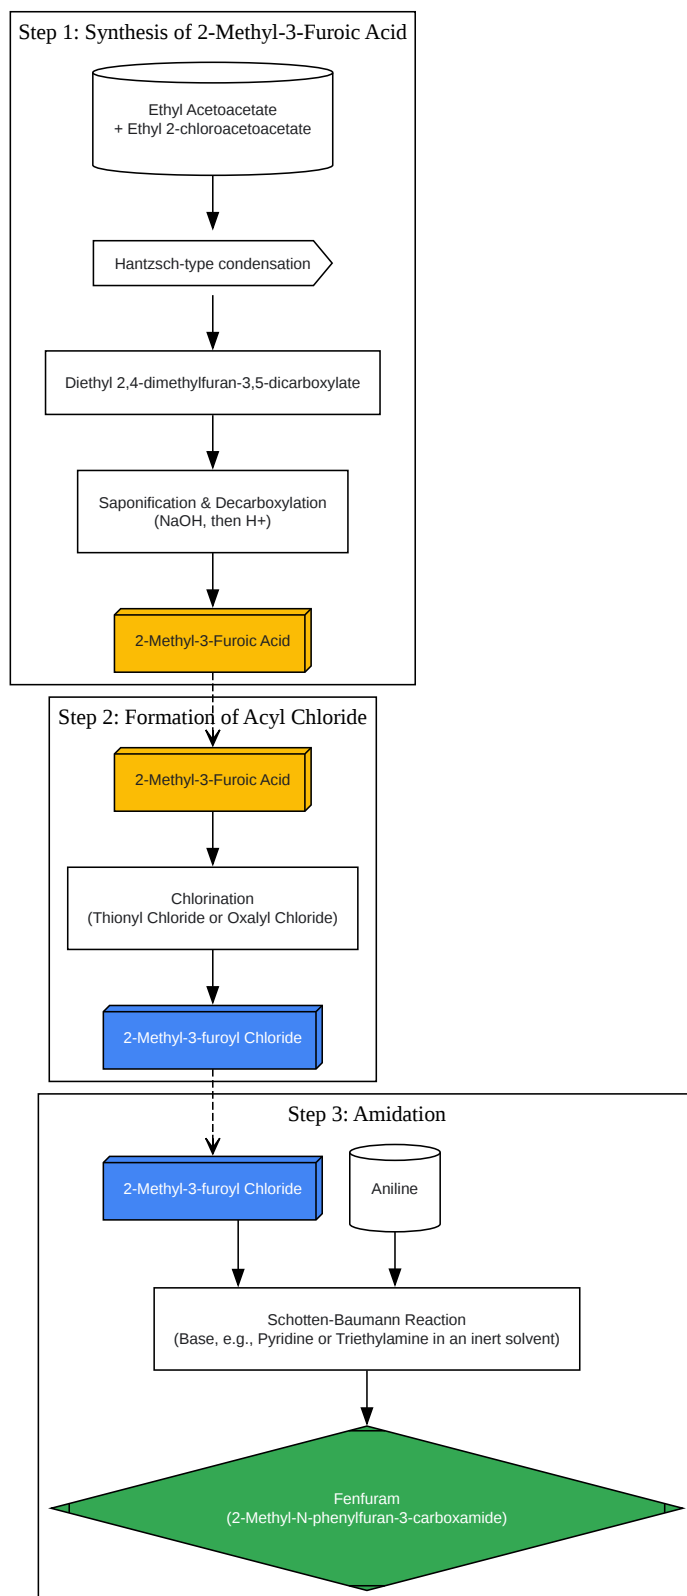 Step 1: Synthesis of 2-Methyl-3-Furoic Acid
Ethyl Acetoacetate
+ Ethyl 2-chloroacetoacetate
Hantzsch-type condensation
Diethyl 2,4-dimethylfuran-3,5-dicarboxylate
Saponification & Decarboxylation
(NaOH, then H+)
2-Methyl-3-Furoic Acid
Step 2: Formation of Acyl Chloride
2-Methyl-3-Furoic Acid
Chlorination
(Thionyl Chloride or Oxalyl Chloride)
2-Methyl-3-furoyl Chloride
Step 3: Amidation
2-Methyl-3-furoyl Chloride
Aniline
Schotten-Baumann Reaction
(Base, e.g., Pyridine or Triethylamine in an inert solvent)
Fenfuram
(2-Methyl-N-phenylfuran-3-carboxamide)